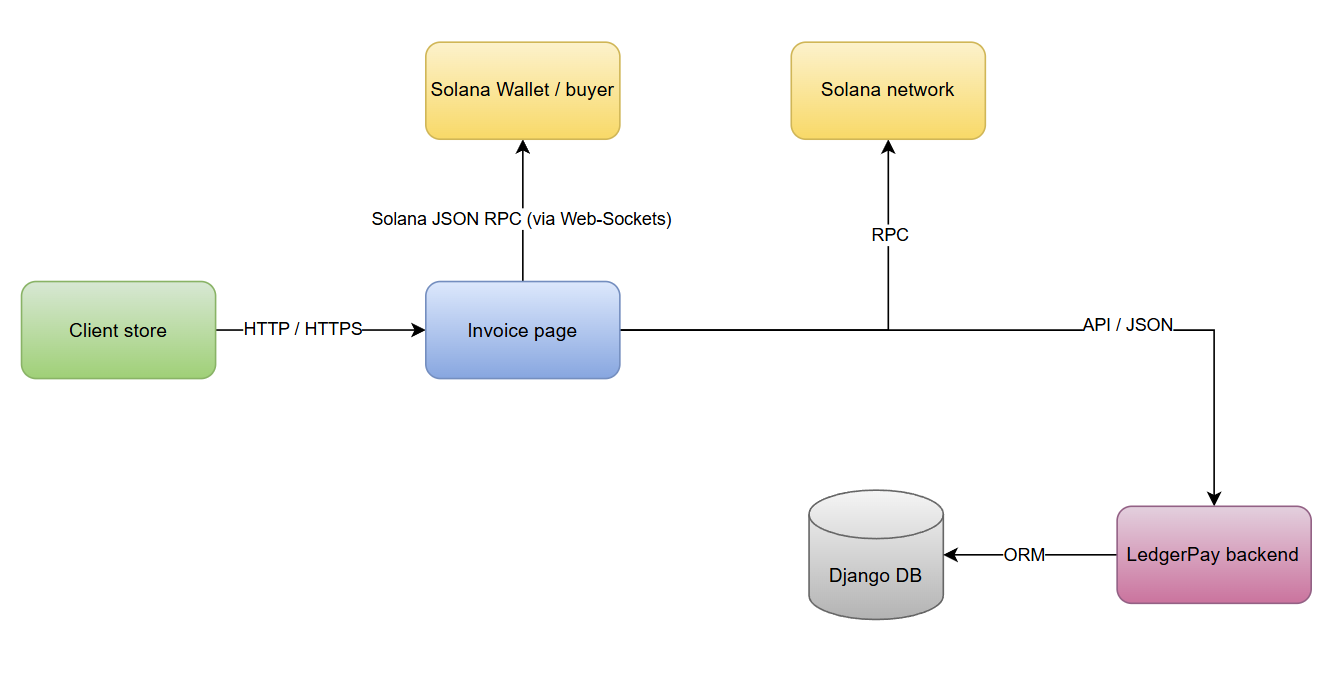 Solana Wallet / buyer
Solana network
Solana JSON RPC (via Web-Sockets)
RPC
Client store
HTTP / HTTPS
Invoice page
API / JSON
Django DB
ORM
LedgerPay backend